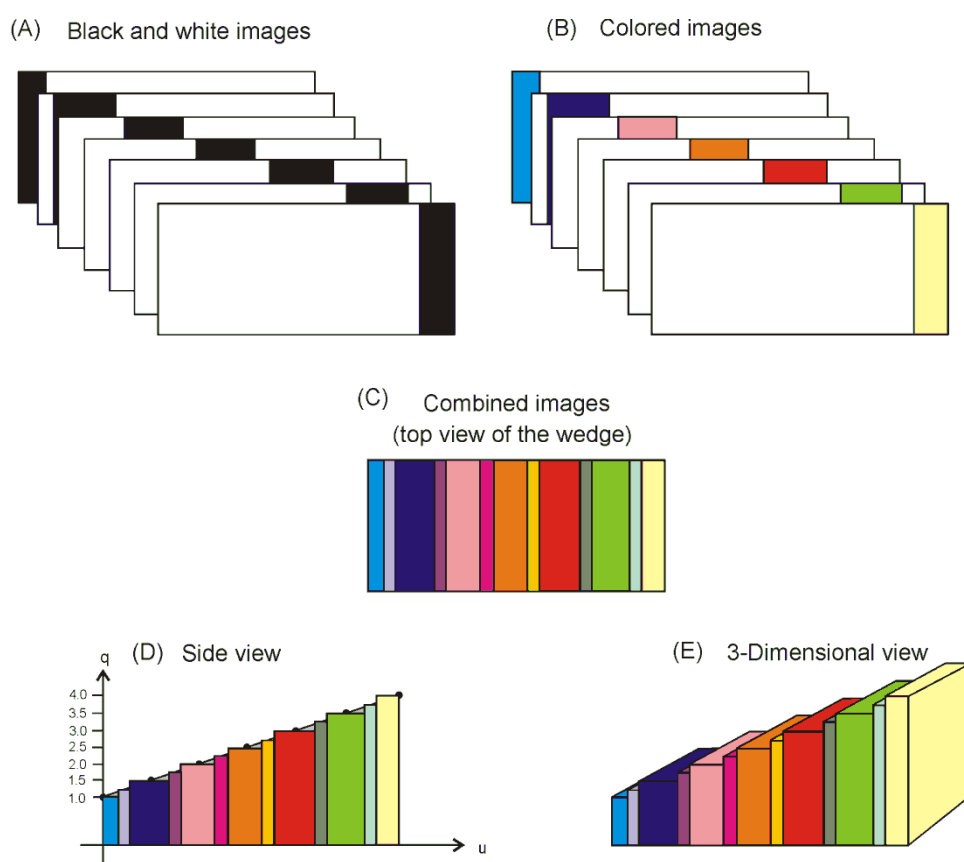 (A) Black and white images
(B) Colored images
(C) Combined images
(top view of the wedge)
(D) Side view
q
4.0
3.5
3.0
2.5
2.0
1.5
1.0
u
(E) 3-Dimensional view